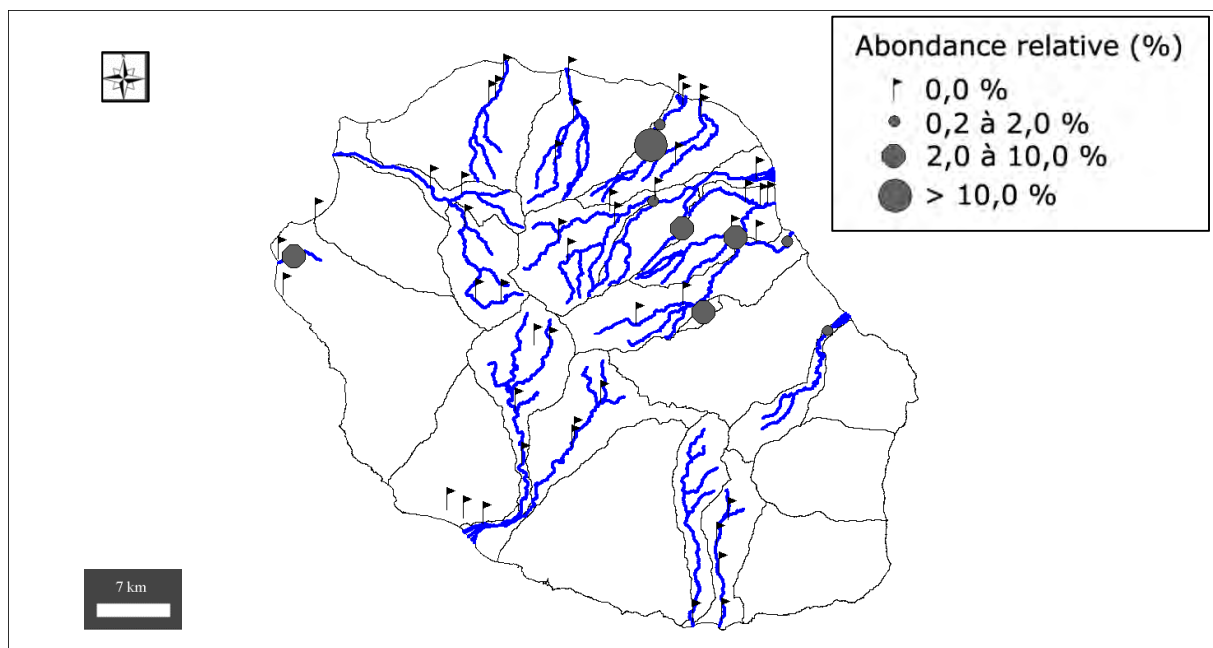 Abondance relative (%)
0,0 %
0,2 à 2,0 %
2,0 à 10,0 %
> 10,0 %
7 km